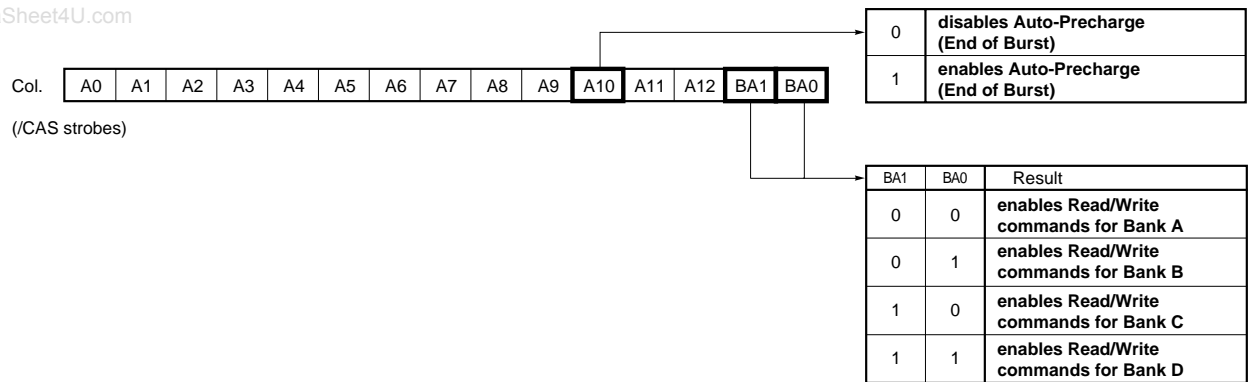 Sheet4U.com
0 disables Auto-Precharge
(End of Burst)
1 enables Auto-Precharge
(End of Burst)
Col. A0 A1 A2 A3 A4 A5 A6 A7 A8 A9 A10 A11 A12 BA1 BA0
(/CAS strobes)
BA1 BA0 Result
0 0 enables Read/Write
commands for Bank A
0 1 enables Read/Write
commands for Bank B
1 0 enables Read/Write
commands for Bank C
1 1 enables Read/Write
commands for Bank D